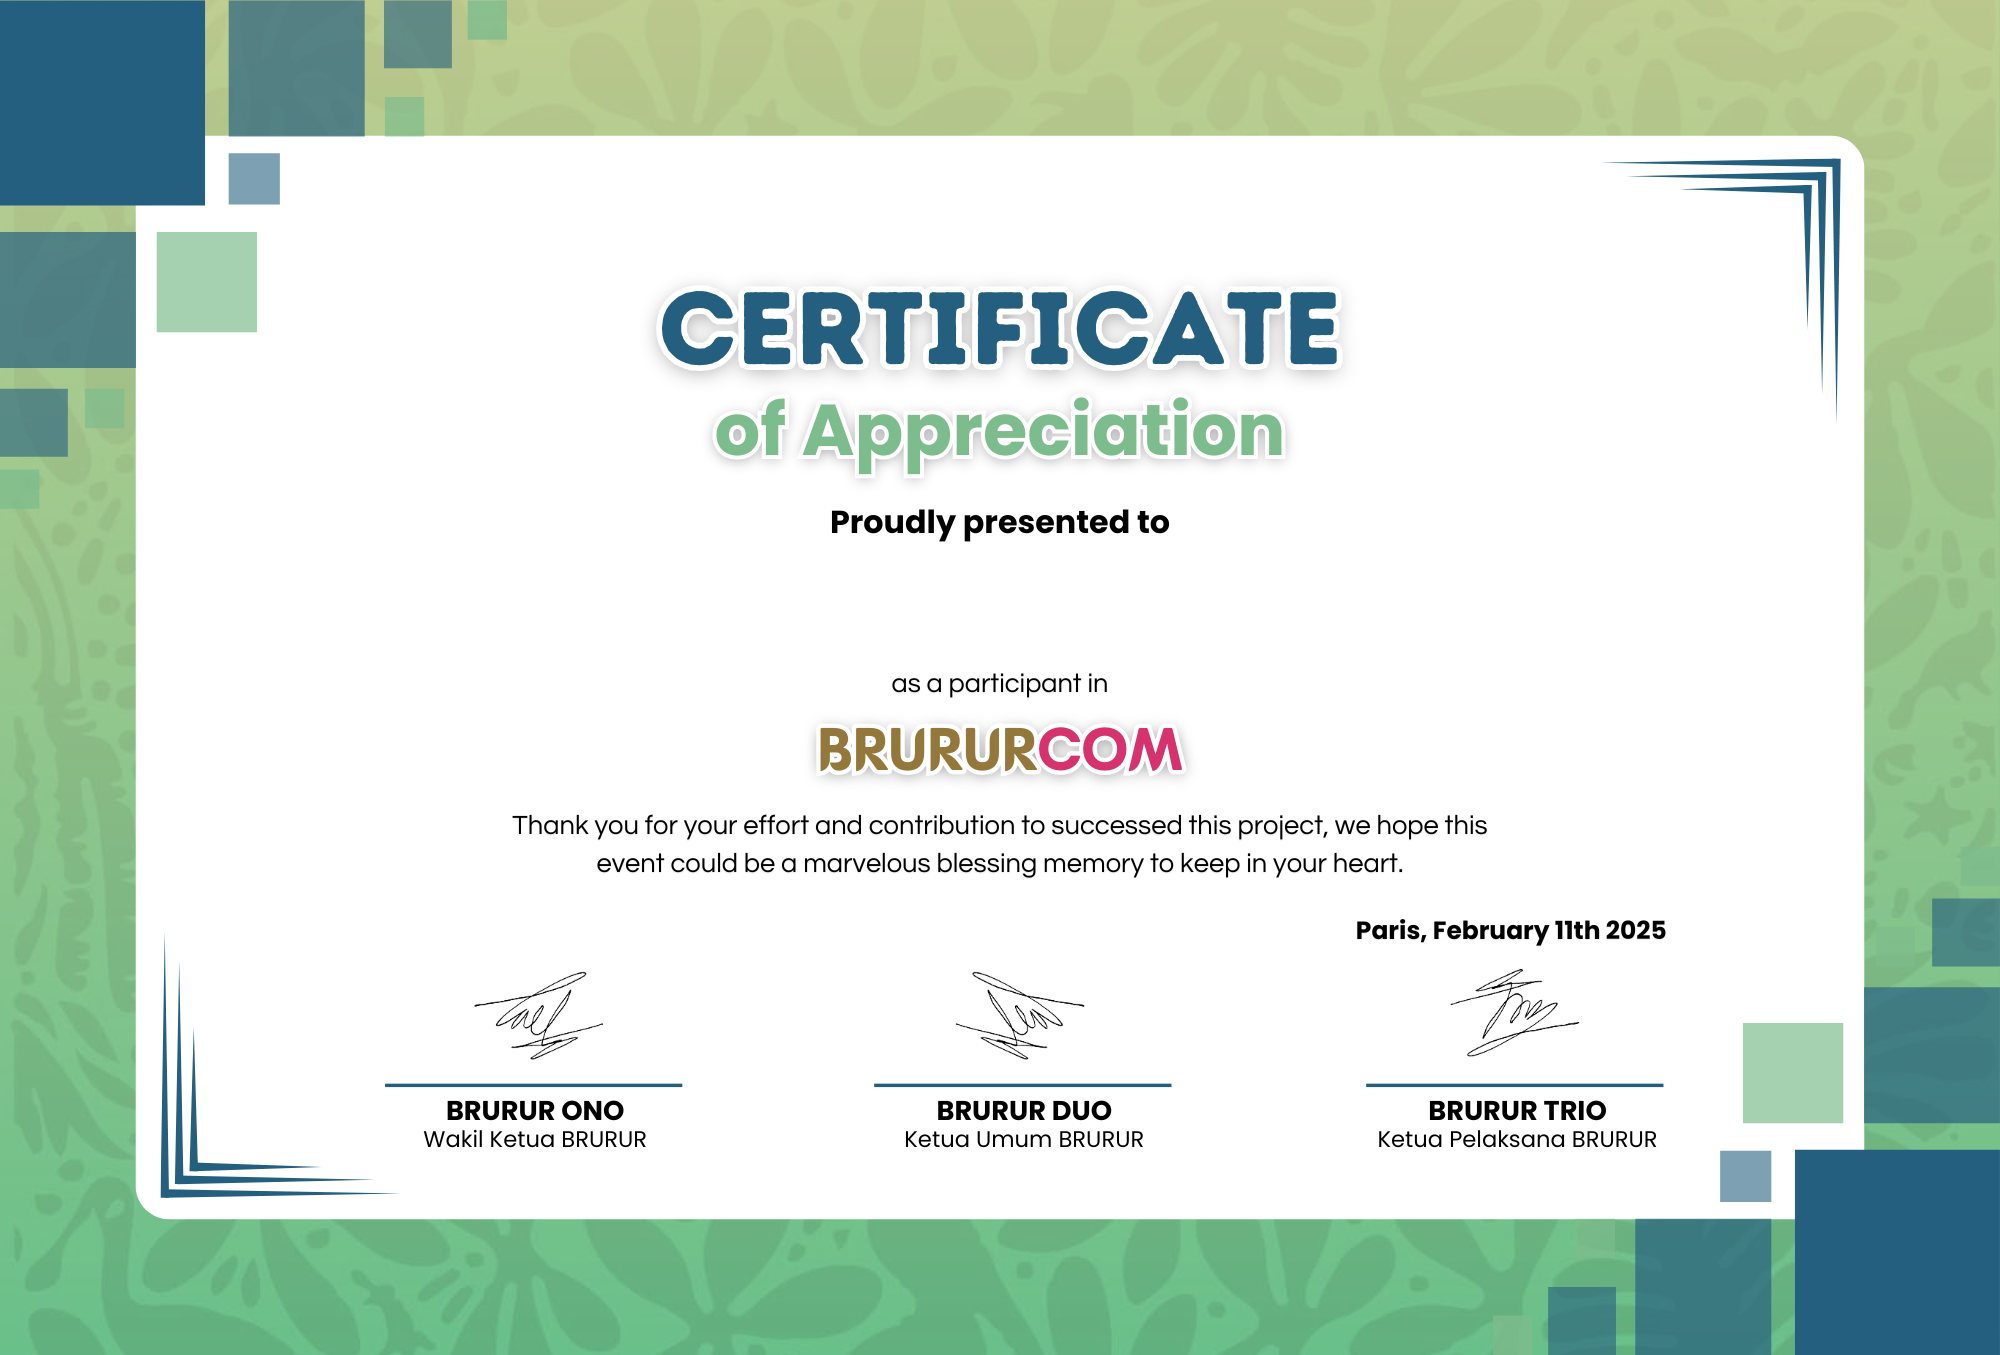 CERTIFICATE
of Appreciation
Proudly presented to
as a participant in
BRURURCOM
Thank you for your effort and contribution to successed this project, we hope this
event could be a marvelous blessing memory to keep in your heart.
Paris, February 11th 2025
BRURUR ONO
Wakil Ketua BRURUR
BRURUR DUO
Ketua Umum BRURUR
BRURUR TRIO
Ketua Pelaksana BRURUR